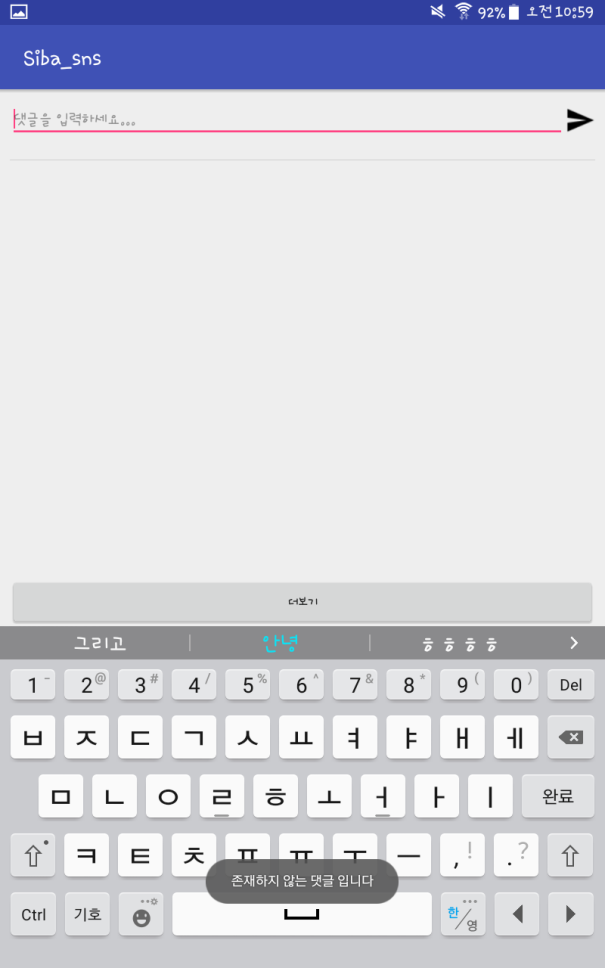 92% 오전 10:59
Siba_sns
댓글을 입력하세요...
더보기
그리고 안녕 ㅎㅎㅎㅎ
1 - 2 @ 3 # 4 / 5 % 6 ^ 7 & 8 * 9 ( 0 ) Del
ㅂ ㅈ ㄷ ㄱ ㅅ ㅛ ㅕ ㅑ ㅐ ㅔ
ㅁ ㄴ ㅇ ㄹ ㅎ ㅗ ㅓ ㅏ ㅣ 완료
ㅋ ㅌ ㅊ ㅍ ㅠ ㅜ ㅡ , ! . ?
존재하지 않는 댓글 입니다
Ctrl 기호 한/영